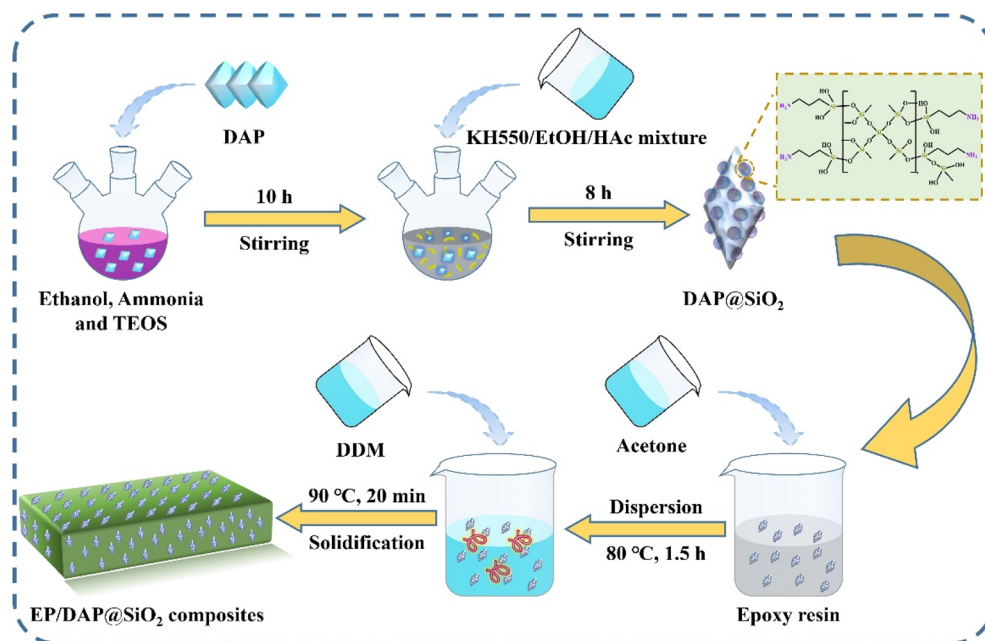 DAP
KH550/EtOH/HAc mixture
10 h
Stirring
8 h
Stirring
Ethanol, Ammonia
and TEOS
DAP@SiO₂
DDM
Acetone
90 ℃, 20 min
Solidification
Dispersion
80 ℃, 1.5 h
EP/DAP@SiO₂ composites
Epoxy resin